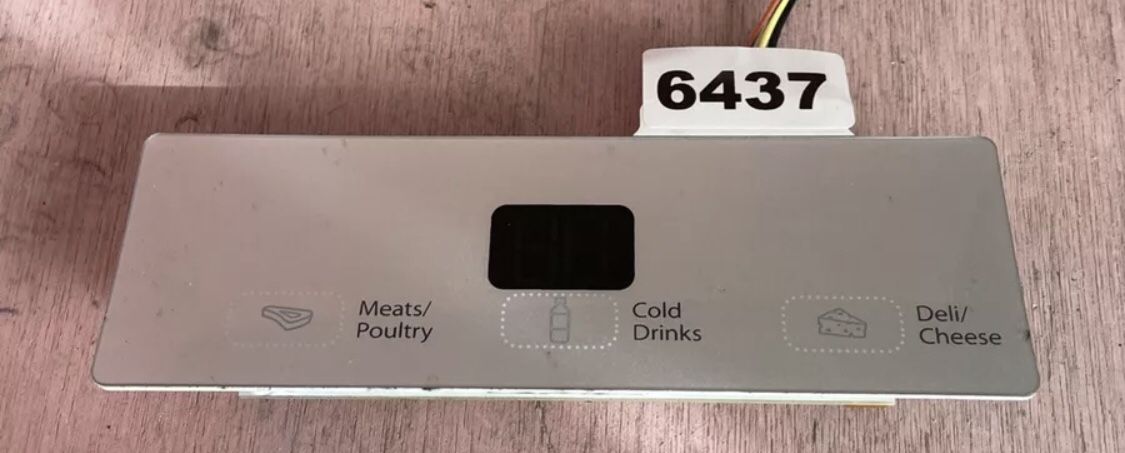 6437
Meats/
Poultry
Cold
Drinks
Deli/
Cheese